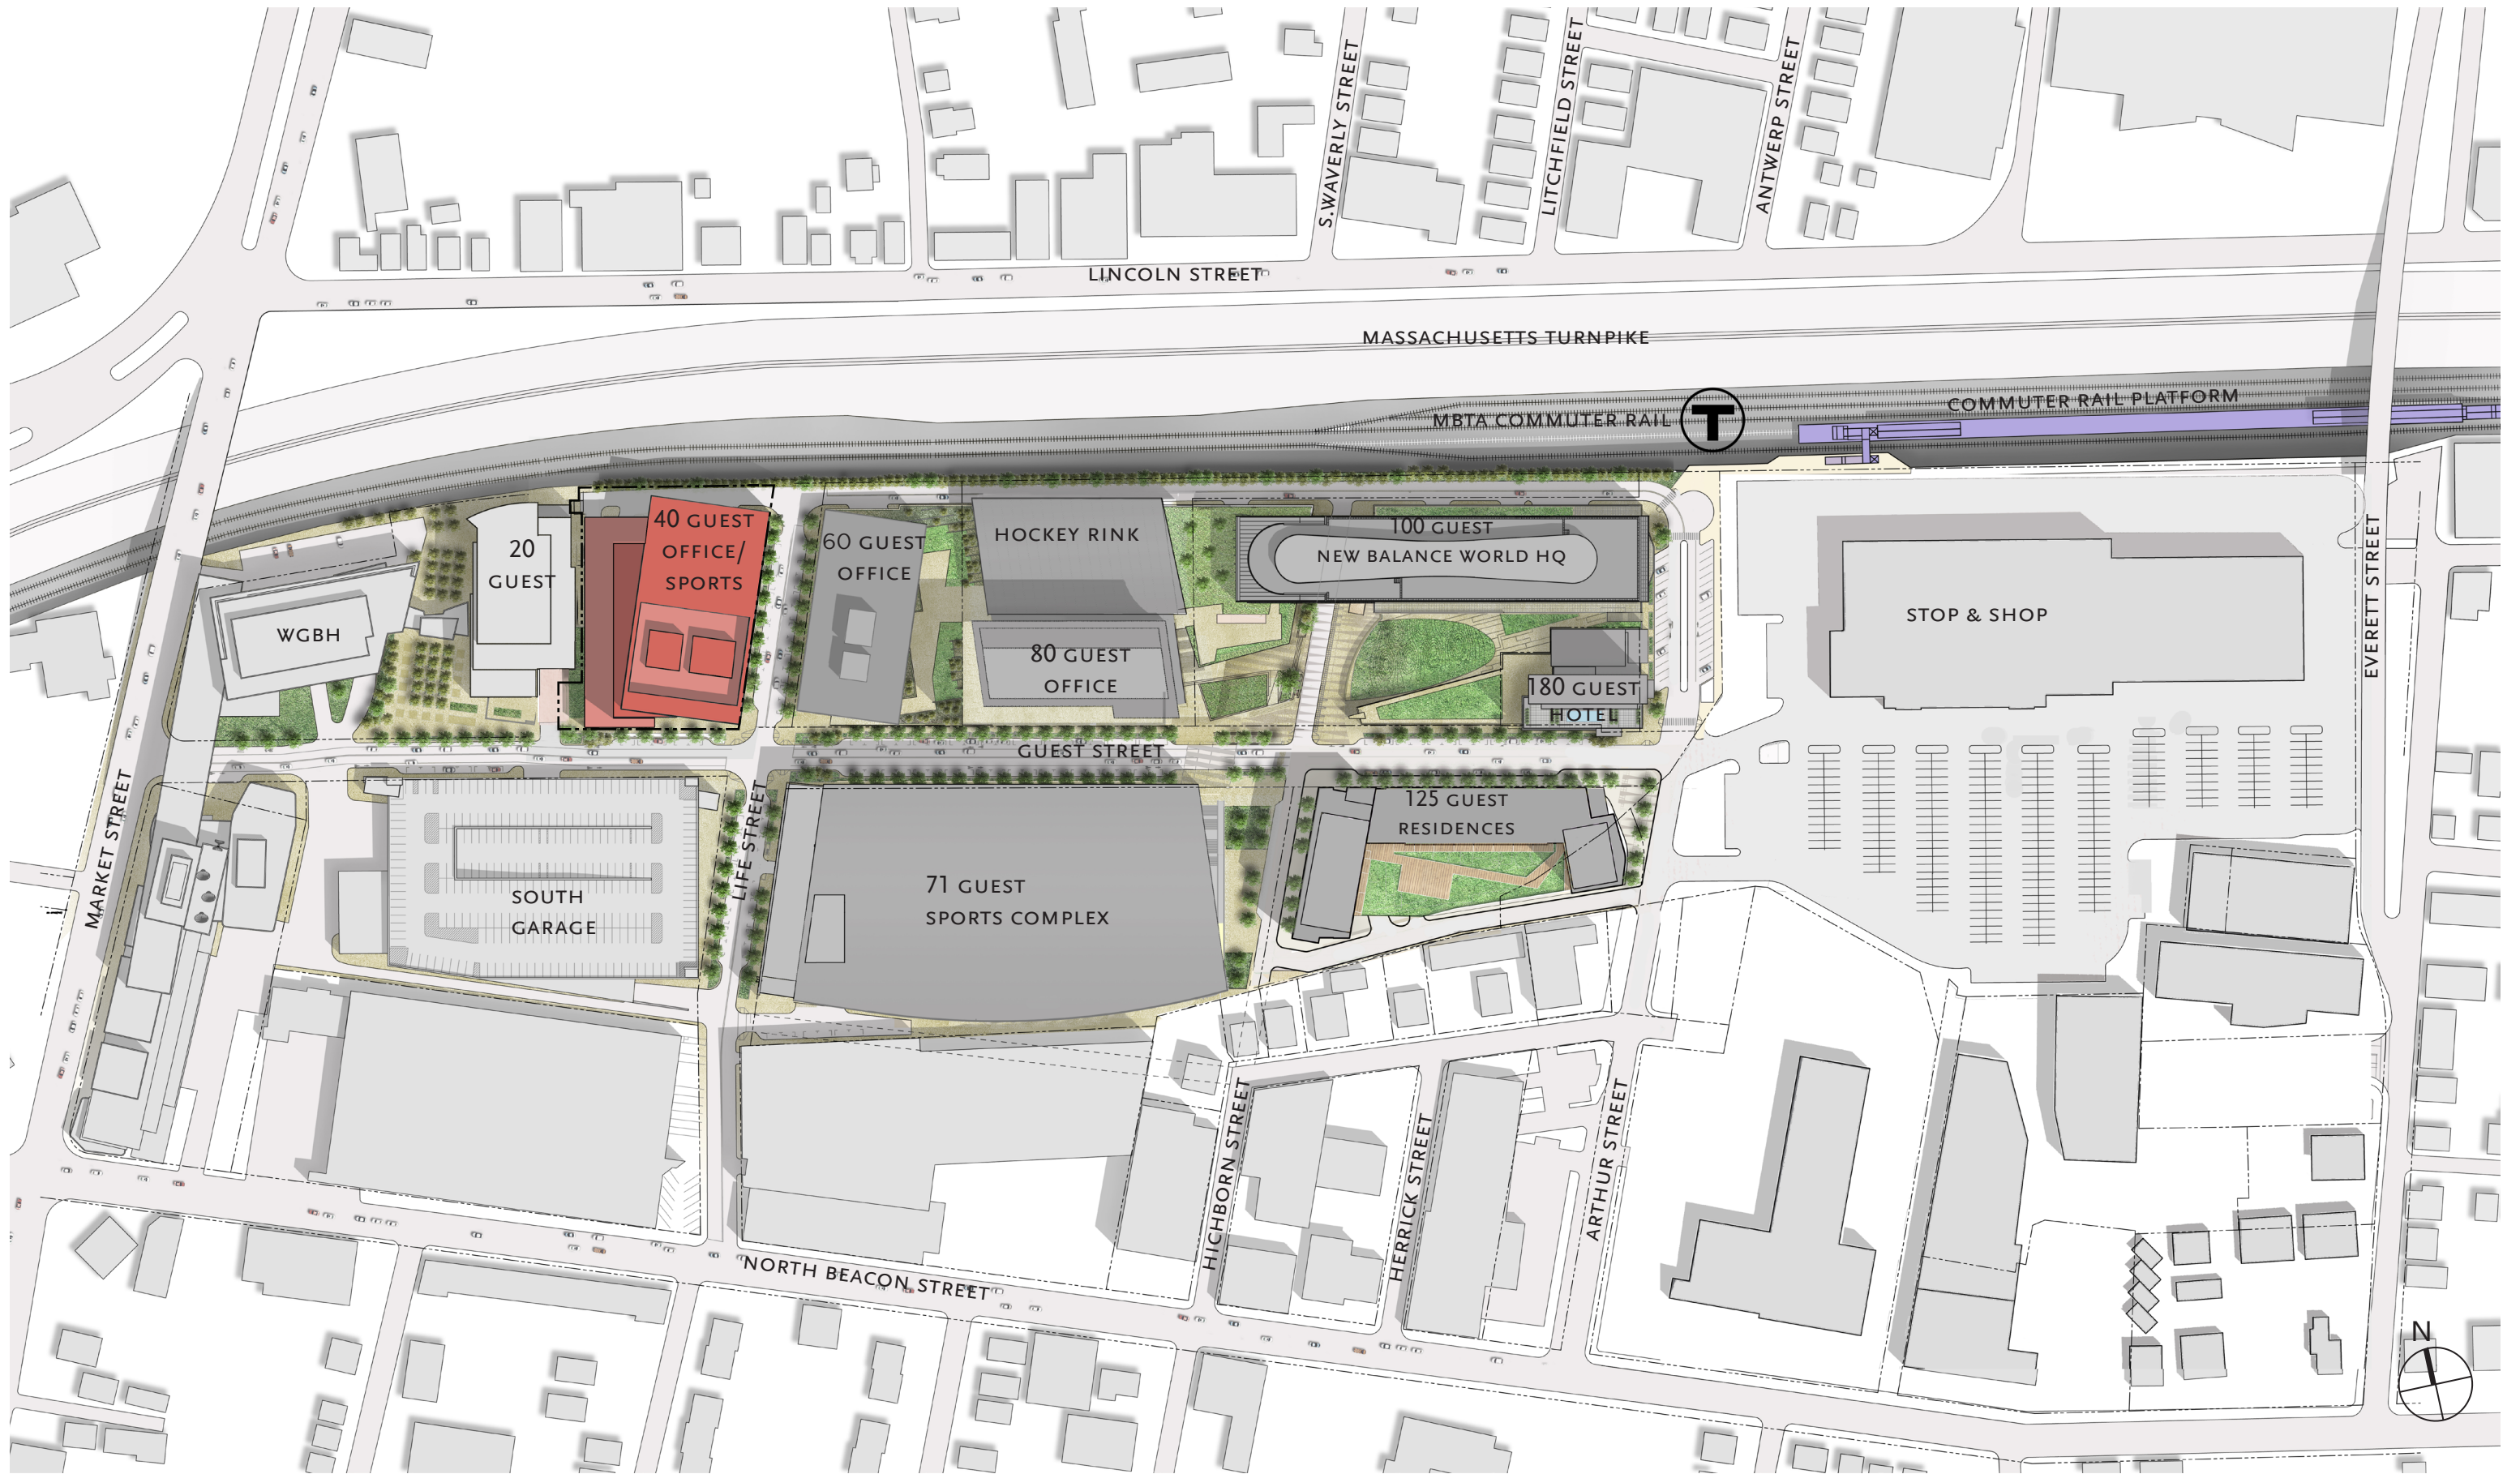 S.WAVERLY STREET
LITCHFIELD STREET
ANTWERP STREET
LINCOLN STREET
MASSACHUSETTS TURNPIKE
MBTA COMMUTER RAIL
T
COMMUTER RAIL PLATFORM
EVERETT STREET
WGBH
20
GUEST
40 GUEST
OFFICE/
SPORTS
60 GUEST
OFFICE
HOCKEY RINK
80 GUEST
OFFICE
100 GUEST
NEW BALANCE WORLD HQ
180 GUEST
HOTEL
STOP & SHOP
GUEST STREET
MARKET STREET
LIFE STREET
SOUTH
GARAGE
71 GUEST
SPORTS COMPLEX
125 GUEST
RESIDENCES
HICHBORN STREET
HERRICK STREET
ARTHUR STREET
NORTH BEACON STREET
N